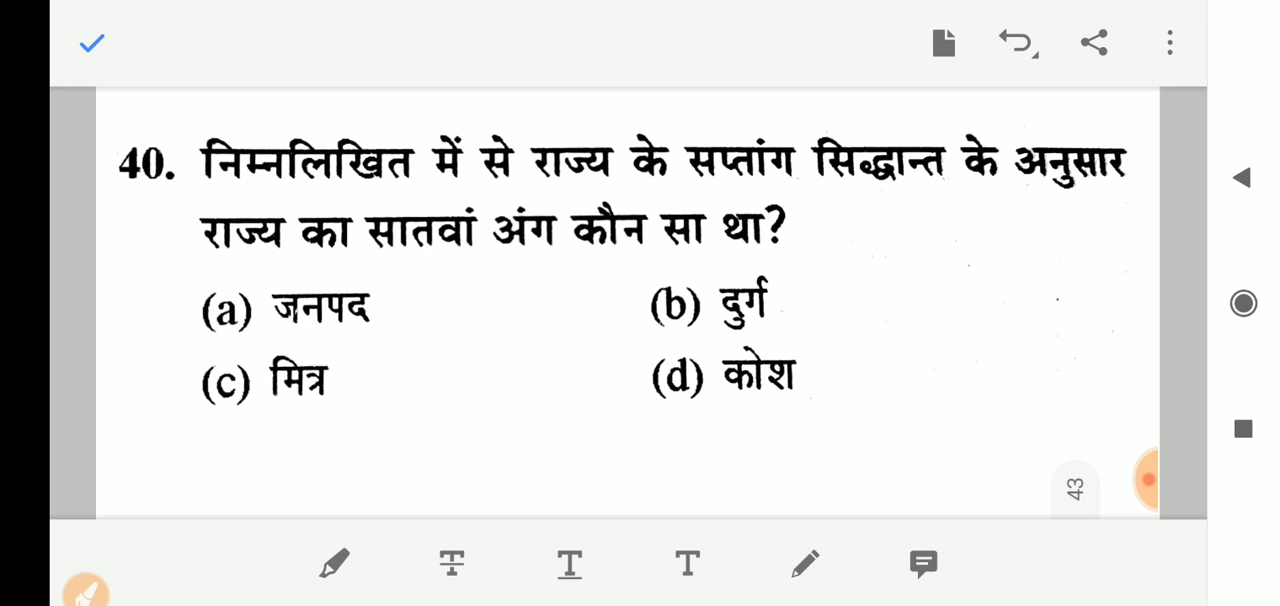 40. निम्नलिखित में से राज्य के सप्तांग सिद्धान्त के अनुसार
राज्य का सातवां अंग कौन सा था?
(a) जनपद (b) दुर्ग
(c) मित्र (d) कोश
43